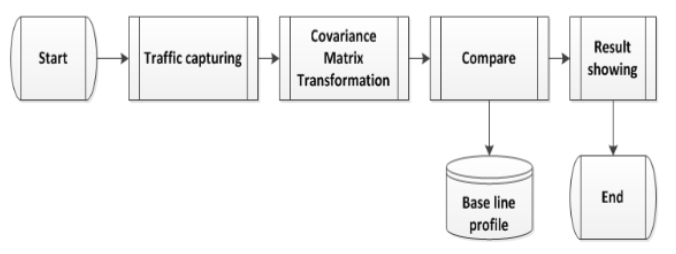 Start
Traffic capturing
Covariance
Matrix
Transformation
Compare
Result
showing
Base line
profile
End